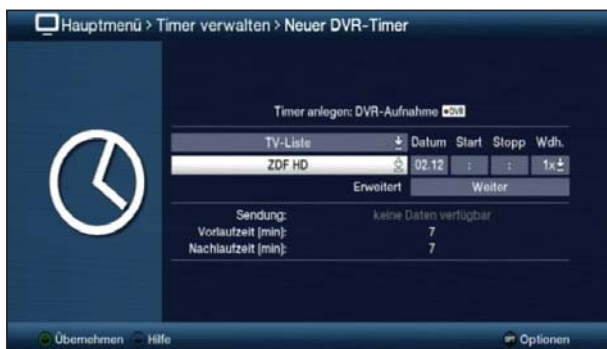 Hauptmenü > Timer verwalten > Neuer DVR-Timer
Timer anlegen: DVR-Aufnahme DVR
TV-Liste Datum Start Stopp Wdh.
ZDF HD 02.12 : : 1x
Erweitert Weiter
Sendung: keine Daten verfügbar
Vorlaufzeit [min]: 7
Nachlaufzeit [min]: 7
Übernehmen Hilfe Optionen